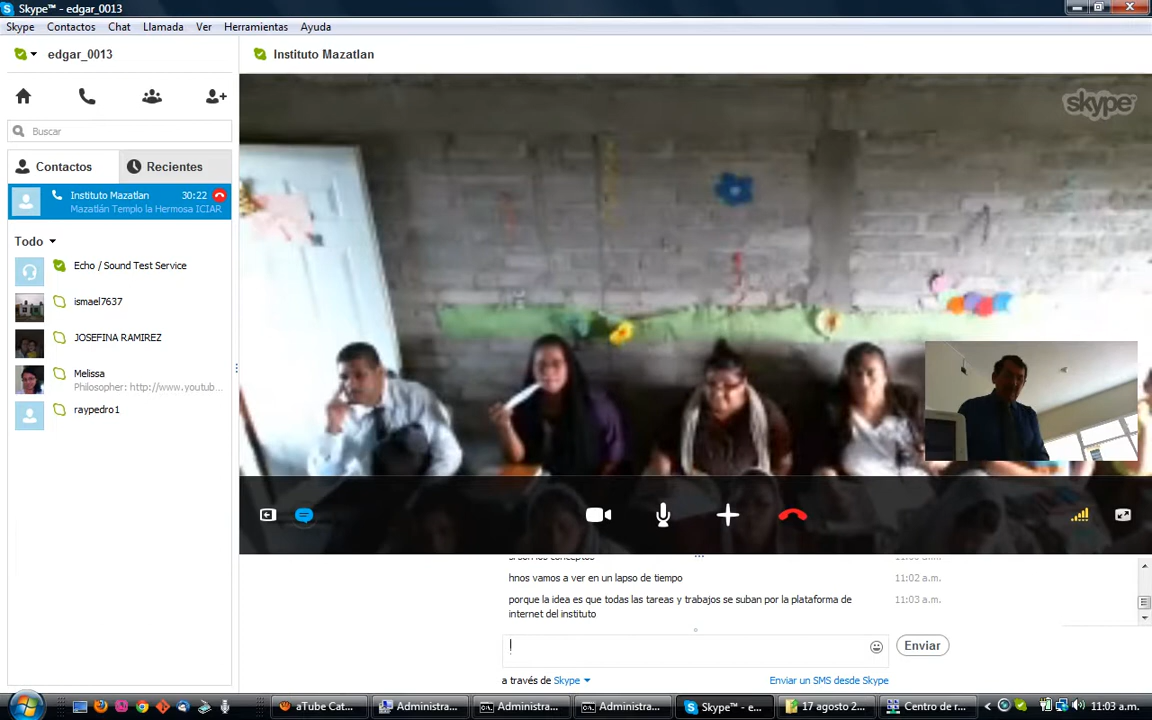 Skype™ - edgar_0013
Skype Contactos Chat Llamada Ver Herramientas Ayuda
edgar_0013
Instituto Mazatlan
skype
Buscar
Contactos
Recientes
Instituto Mazatlan 30:22
Mazatlán Templo la Hermosa ICIAR
Todo
Echo / Sound Test Service
ismael7637
JOSEFINA RAMIREZ
Melissa
Philosopher: http://www.youtub...
raypedro1
hnos vamos a ver en un lapso de tiempo 11:02 a.m.
porque la idea es que todas las tareas y trabajos se suban por la plataforma de 11:03 a.m.
internet del instituto
!
Enviar
a través de Skype
Enviar un SMS desde Skype
aTube Cat... Administra... Administra... Administra... Skype™ - e... 17 agosto 2... Centro de r... 11:03 a.m.